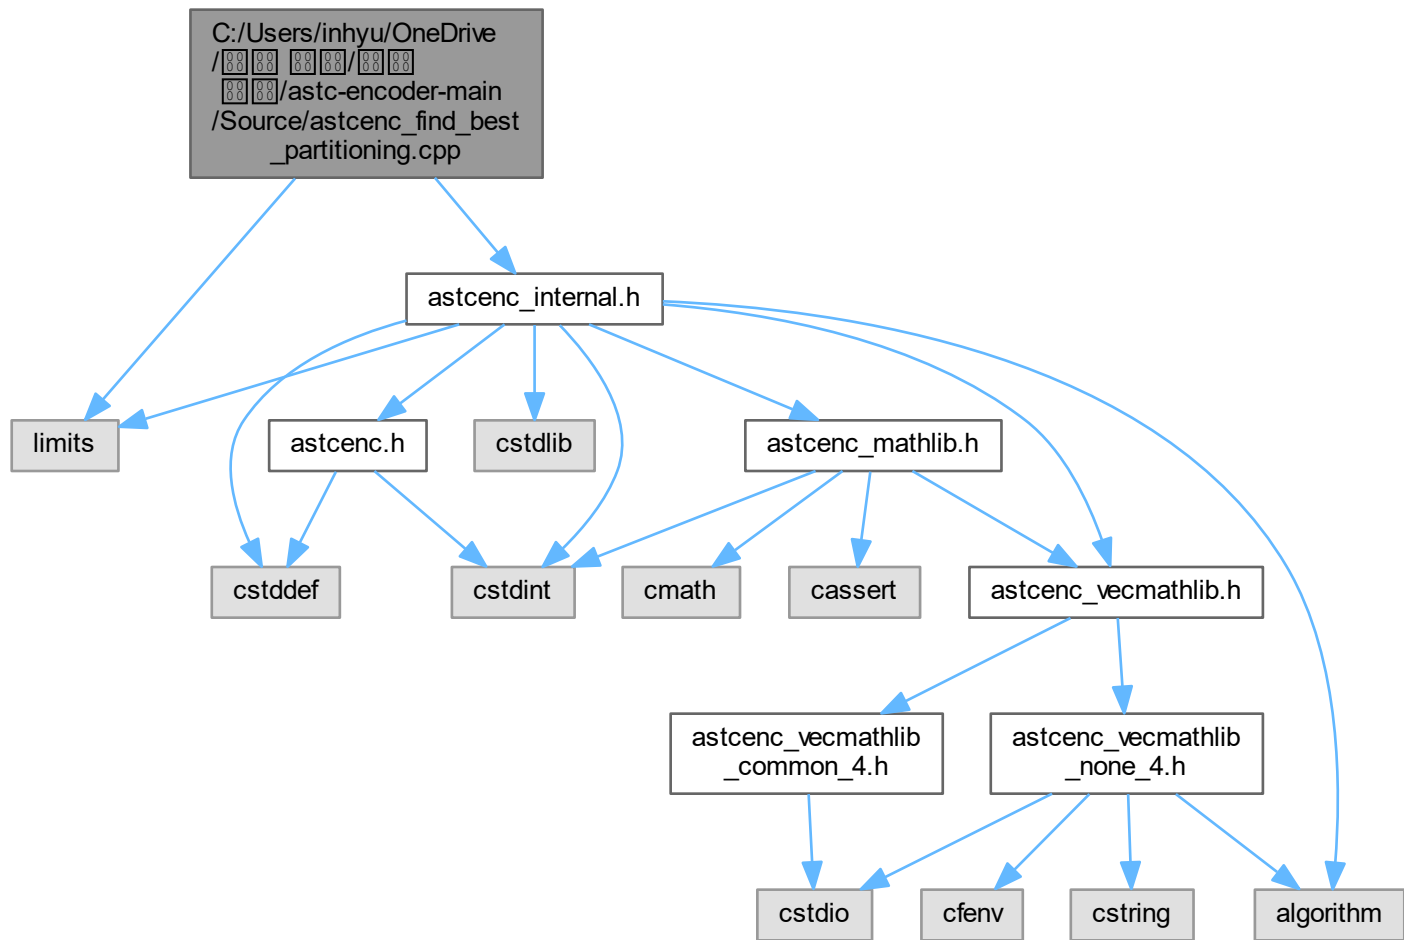 C:/Users/inhyu/OneDrive
/astc-encoder-main
/Source/astcenc_find_best
_partitioning.cpp
astcenc_internal.h
limits
astcenc.h
cstdlib
astcenc_mathlib.h
cstddef
cstdint
cmath
cassert
astcenc_vecmathlib.h
astcenc_vecmathlib
_common_4.h
astcenc_vecmathlib
_none_4.h
cstdio
cfenv
cstring
algorithm